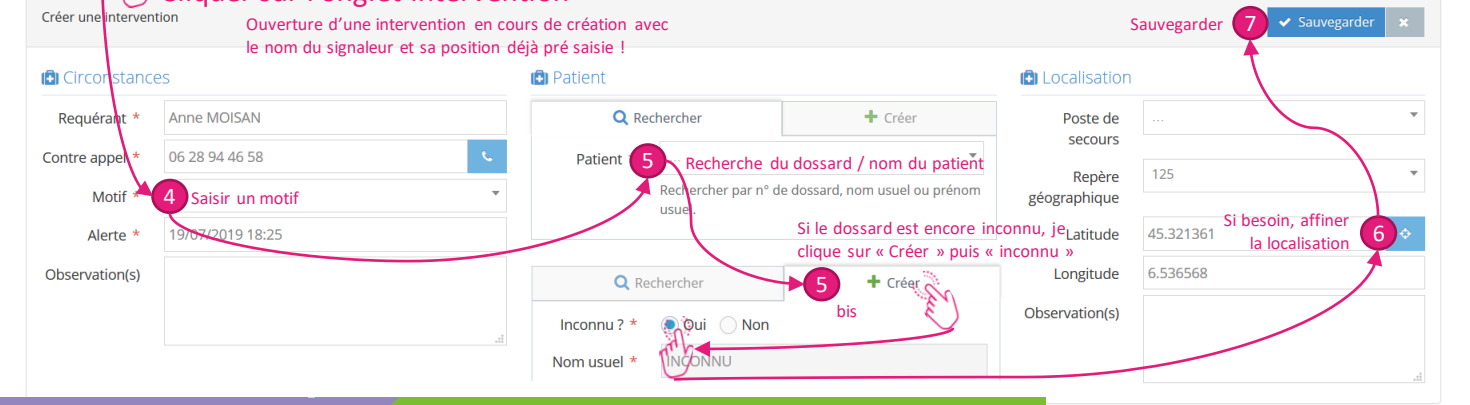 Cliquer sur l'onglet intervention
Créer une intervention
Ouverture d'une intervention en cours de création avec
le nom du signaleur et sa position déjà pré saisie !
Sauvegarder 7 Sauvegarder ×
Circonstances
Requérant * Anne MOISAN
Contre appel * 06 28 94 46 58
Motif * 4 Saisir un motif
Alerte * 19/07/2019 18:25
Observation(s)
Patient
Rechercher + Créer
Patient * 5 Recherche du dossard / nom du patient
Rechercher par n° de dossard, nom usuel ou prénom
usuel.
Si le dossard est encore inconnu, je
clique sur « Créer » puis « inconnu »
Rechercher 5 + Créer
bis
Inconnu ? * Oui Non
Nom usuel * INCONNU
Localisation
Poste de
secours
...
Repère
géographique
125
Latitude 45.321361
Si besoin, affiner
la localisation
6
Longitude 6.536568
Observation(s)